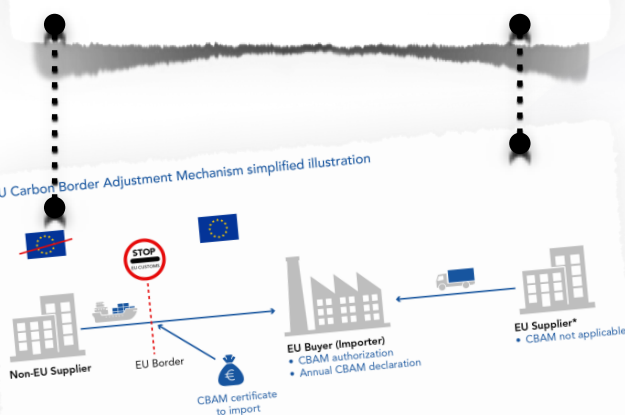 U Carbon Border Adjustment Mechanism simplified illustration
STOP
EU CUSTOMS
Non-EU Supplier
EU Border
CBAM certificate
to import
EU Buyer (Importer)
• CBAM authorization
• Annual CBAM declaration
EU Supplier*
• CBAM not applicable